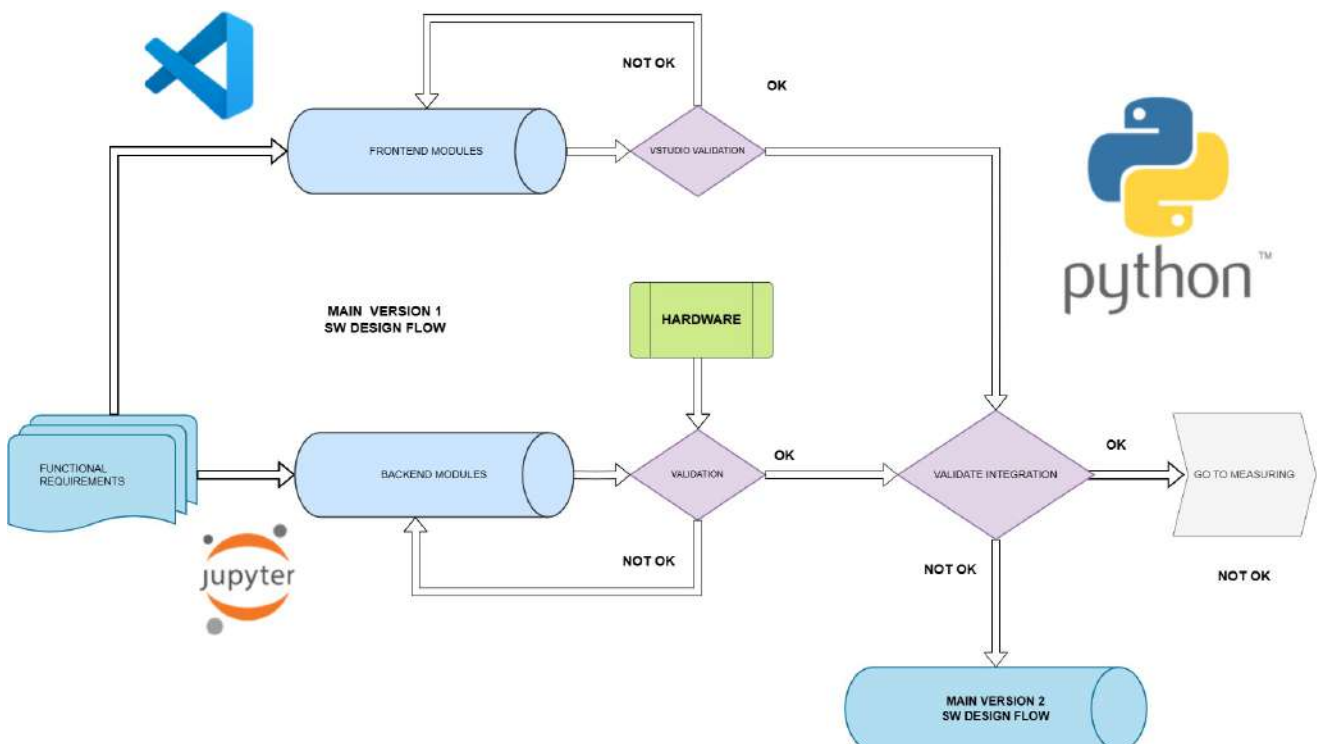 NOT OK
OK
FRONTEND MODULES
VSTUDIO VALIDATION
python™
MAIN VERSION 1
SW DESIGN FLOW
HARDWARE
FUNCTIONAL
REQUIREMENTS
BACKEND MODULES
VALIDATION
OK
VALIDATE INTEGRATION
OK
GO TO MEASURING
jupyter
NOT OK
NOT OK
NOT OK
MAIN VERSION 2
SW DESIGN FLOW